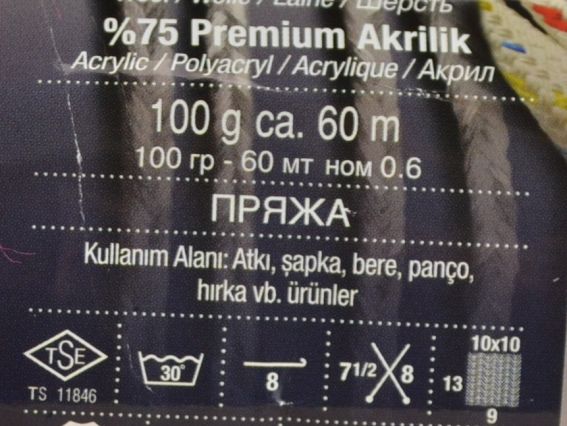 / Laine / Шерсть
%75 Premium Akrilik
Acrylic / Polyacryl / Acrylique / Акрил
100 g ca. 60 m
100 гр - 60 мт ном 0.6
ПРЯЖА
Kullanım Alanı: Atkı, şapka, bere, panço,
hırka vb. ürünler
TSE
TS 11846
30°
8
7 1/2 8
10x10
13
9